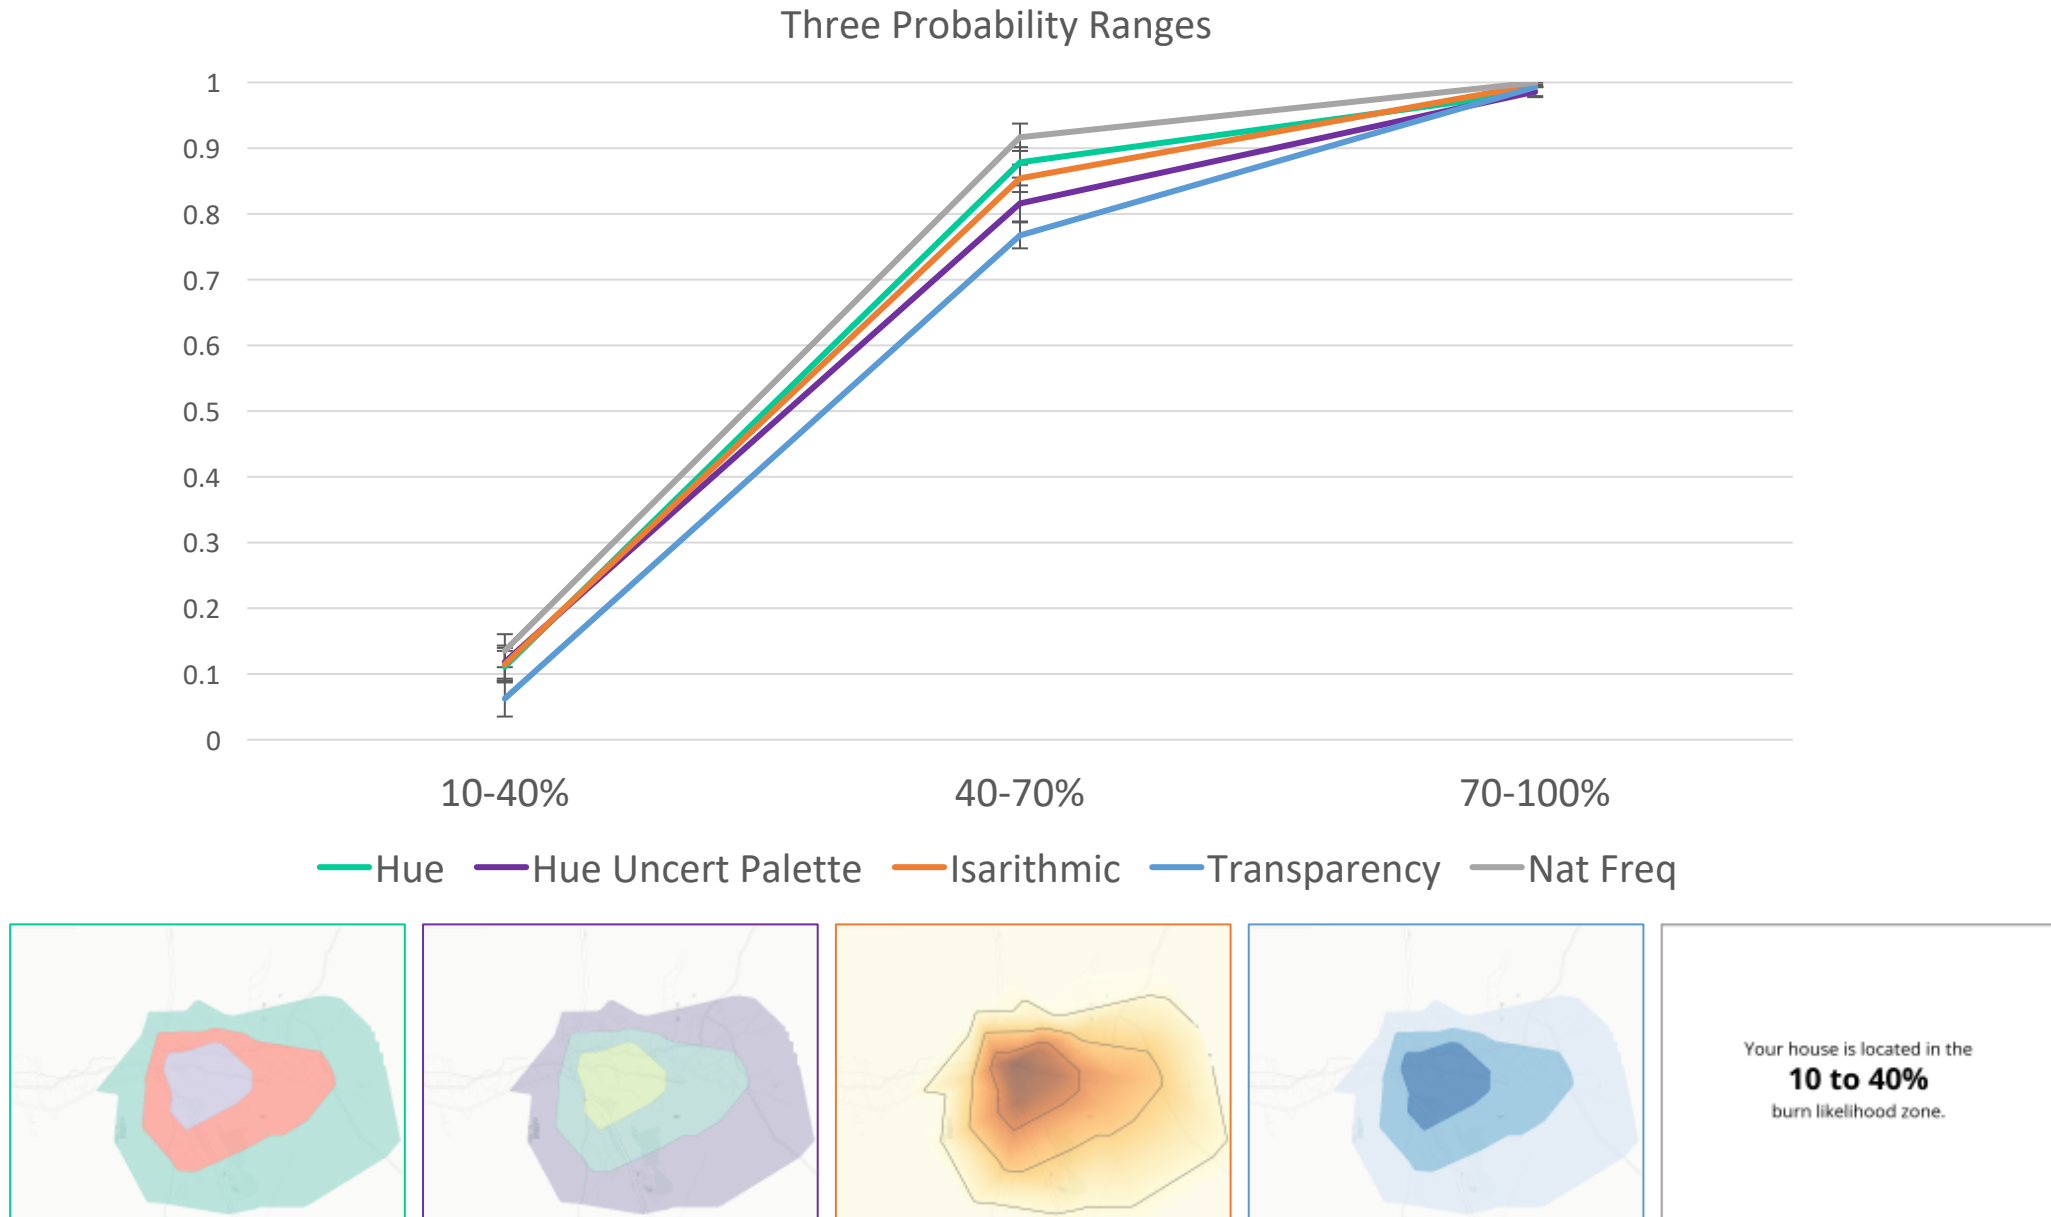 Three Probability Ranges
1
0.9
0.8
0.7
0.6
0.5
0.4
0.3
0.2
0.1
0
10-40% 40-70% 70-100%
Hue Hue Uncert Palette Isarithmic Transparency Nat Freq
Your house is located in the
10 to 40%
burn likelihood zone.